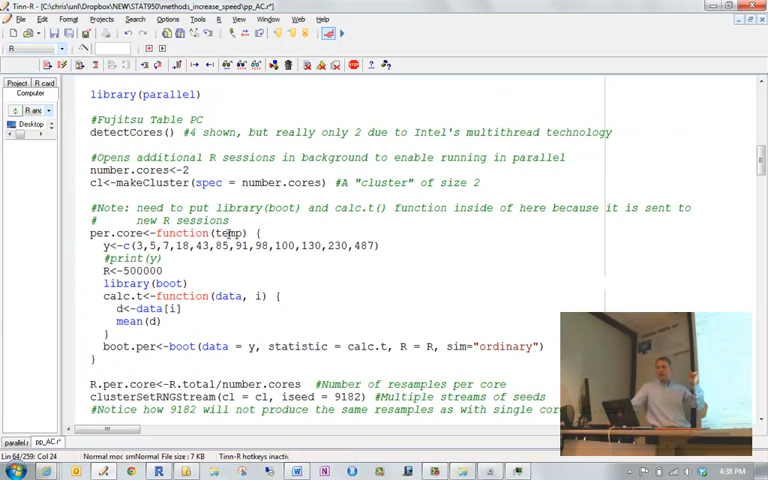 Tinn-R - [C:\chris\unl\Dropbox\NEW\STAT950\methods_increase_speed\pp_AC.r*]
File Project Edit Format Search Options Tools R View Window Web Help
R
Project R card
Computer
R anc
Desktop
library(parallel)
#Fujitsu Table PC
detectCores() #4 shown, but really only 2 due to Intel's multithread technology
#Opens additional R sessions in background to enable running in parallel
number.cores<-2
cl<-makeCluster(spec = number.cores) #A "cluster" of size 2
#Note: need to put library(boot) and calc.t() function inside of here because it is sent to
# new R sessions
per.core<-function(temp) {
y<-c(3,5,7,18,43,85,91,98,100,130,230,487)
#print(y)
R<-500000
library(boot)
calc.t<-function(data, i) {
d<-data[i]
mean(d)
}
boot.per<-boot(data = y, statistic = calc.t, R = R, sim="ordinary")
}
R.per.core<-R.total/number.cores #Number of resamples per core
clusterSetRNGStream(cl = cl, iseed = 9182) #Multiple streams of seeds
#Notice how 9182 will not produce the same resamples as with single co
parallel. pp_AC.r*
Lin 64/259: Col 24 Normal mode smNormal File size: 7 KB Tinn-R hotkeys inactiv
4:38 PM